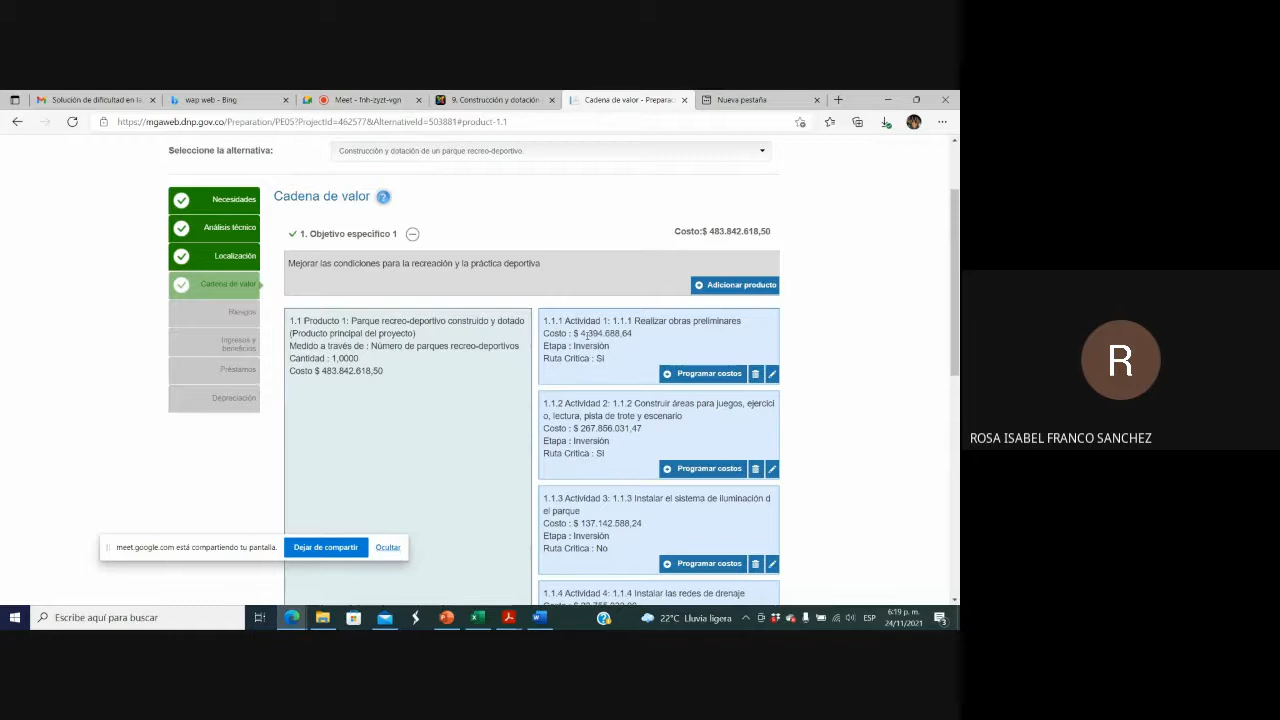 Solución de dificultad en la
wap web - Bing
Meet - fnh-zyzt-vgn
9. Construcción y dotación
Cadena de valor - Preparac
Nueva pestaña
https://mgaweb.dnp.gov.co/Preparation/PE05?ProjectId=462577&AlternativeId=503881#product-1.1
Seleccione la alternativa:
Construcción y dotación de un parque recreo-deportivo.
Necesidades
Análisis técnico
Localización
Cadena de valor
Riesgos
Ingresos y
beneficios
Préstamos
Depreciación
Cadena de valor
1. Objetivo especifico 1
Costo:$ 483.842.618,50
Mejorar las condiciones para la recreación y la práctica deportiva
Adicionar producto
1.1 Producto 1: Parque recreo-deportivo construido y dotado
(Producto principal del proyecto)
Medido a través de : Número de parques recreo-deportivos
Cantidad : 1,0000
Costo $ 483.842.618,50
1.1.1 Actividad 1: 1.1.1 Realizar obras preliminares
Costo : $ 4.394.688,64
Etapa : Inversión
Ruta Critica : Si
Programar costos
1.1.2 Actividad 2: 1.1.2 Construir áreas para juegos, ejercici
o, lectura, pista de trote y escenario
Costo : $ 267.856.031,47
Etapa : Inversión
Ruta Critica : Si
Programar costos
1.1.3 Actividad 3: 1.1.3 Instalar el sistema de iluminación d
el parque
Costo : $ 137.142.588,24
Etapa : Inversión
Ruta Critica : No
Programar costos
1.1.4 Actividad 4: 1.1.4 Instalar las redes de drenaje
meet.google.com está compartiendo tu pantalla.
Dejar de compartir
Ocultar
Escribe aquí para buscar
22°C Lluvia ligera
ESP
6:19 p. m.
24/11/2021
3
R
ROSA ISABEL FRANCO SANCHEZ